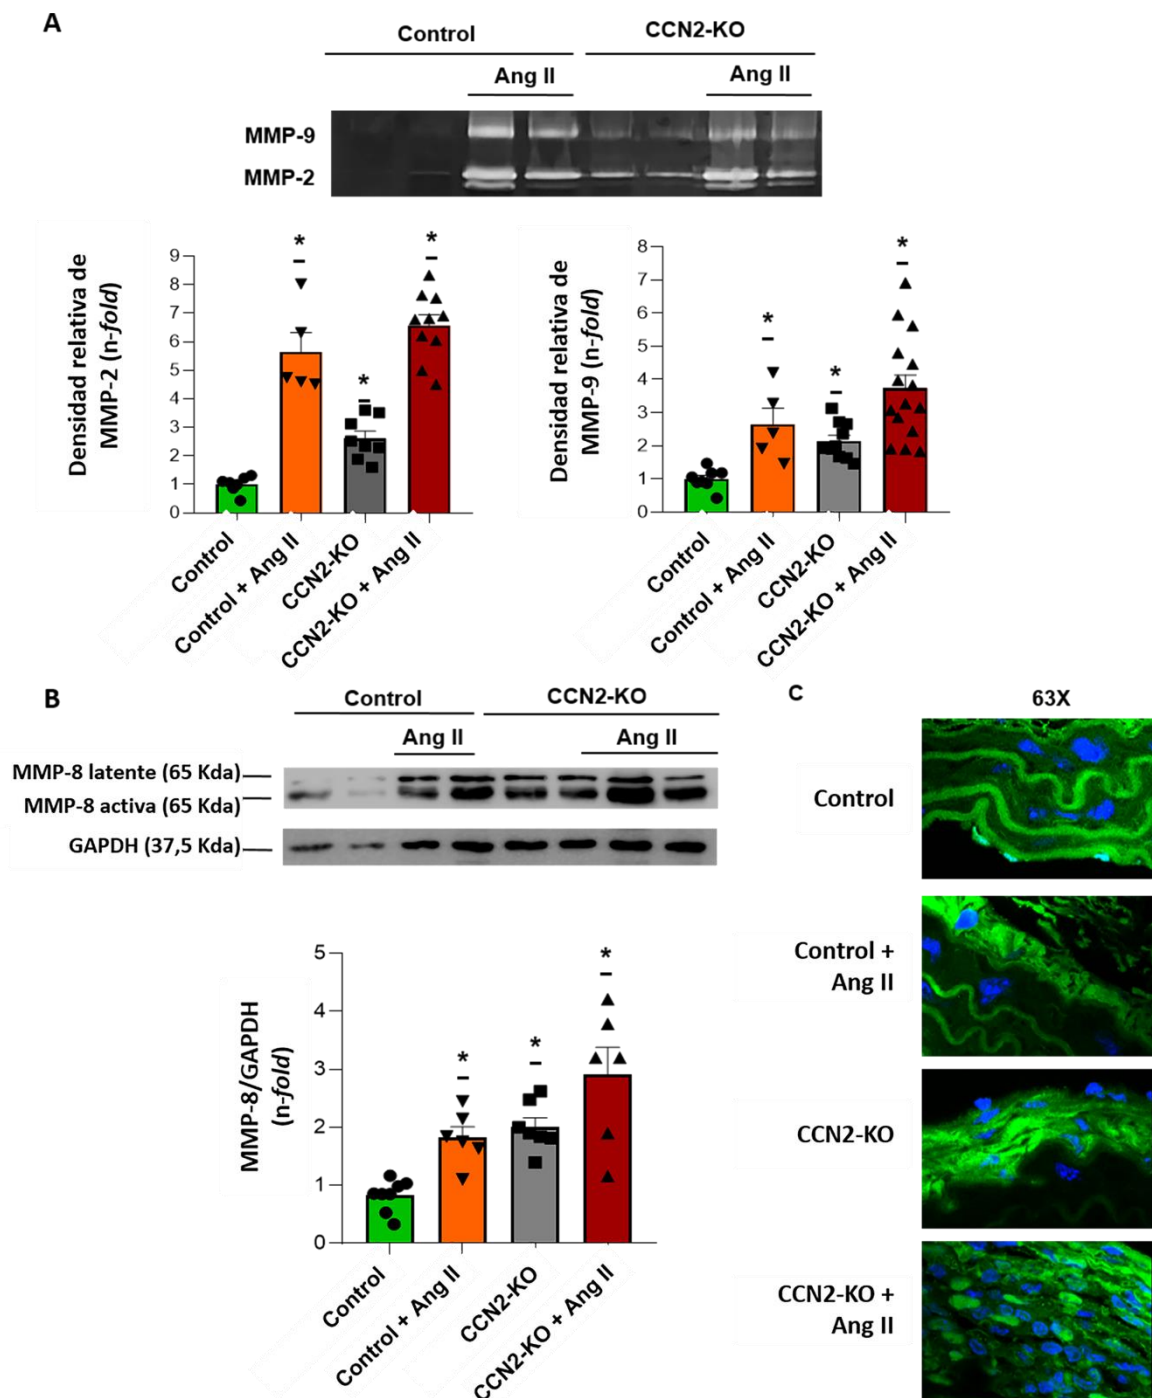 A
Control
CCN2-KO
Ang II
Ang II
MMP-9
MMP-2
Densidad relativa de
MMP-2 (n-fold)
9
8
7
6
5
4
3
2
1
0
*
*
*
Control
Control + Ang II
CCN2-KO
CCN2-KO + Ang II
Densidad relativa de
MMP-9 (n-fold)
8
7
6
5
4
3
2
1
0
*
*
*
Control
Control + Ang II
CCN2-KO
CCN2-KO + Ang II
B
Control
CCN2-KO
Ang II
Ang II
MMP-8 latente (65 Kda)
MMP-8 activa (65 Kda)
GAPDH (37,5 Kda)
MMP-8/GAPDH
(n-fold)
5
4
3
2
1
0
*
*
*
Control
Control + Ang II
CCN2-KO
CCN2-KO + Ang II
C
63X
Control
Control +
Ang II
CCN2-KO
CCN2-KO +
Ang II